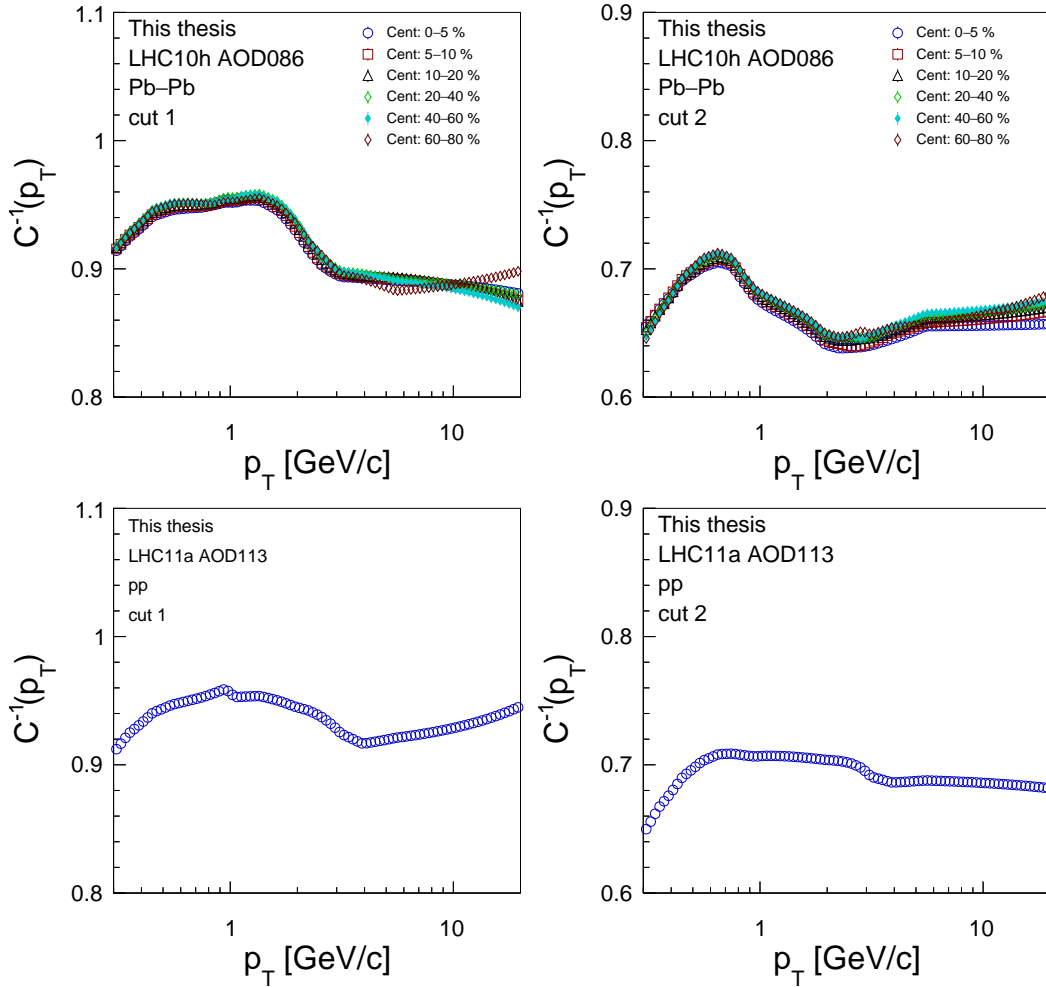 This thesis
LHC10h AOD086
Pb–Pb
cut 1
Cent: 0–5 %
Cent: 5–10 %
Cent: 10–20 %
Cent: 20–40 %
Cent: 40–60 %
Cent: 60–80 %
1.1
1
0.9
0.8
C⁻¹(p_T)
1
10
p_T [GeV/c]
This thesis
LHC10h AOD086
Pb–Pb
cut 2
Cent: 0–5 %
Cent: 5–10 %
Cent: 10–20 %
Cent: 20–40 %
Cent: 40–60 %
Cent: 60–80 %
0.9
0.8
0.7
0.6
C⁻¹(p_T)
1
10
p_T [GeV/c]
This thesis
LHC11a AOD113
pp
cut 1
1.1
1
0.9
0.8
C⁻¹(p_T)
1
10
p_T [GeV/c]
This thesis
LHC11a AOD113
pp
cut 2
0.9
0.8
0.7
0.6
C⁻¹(p_T)
1
10
p_T [GeV/c]